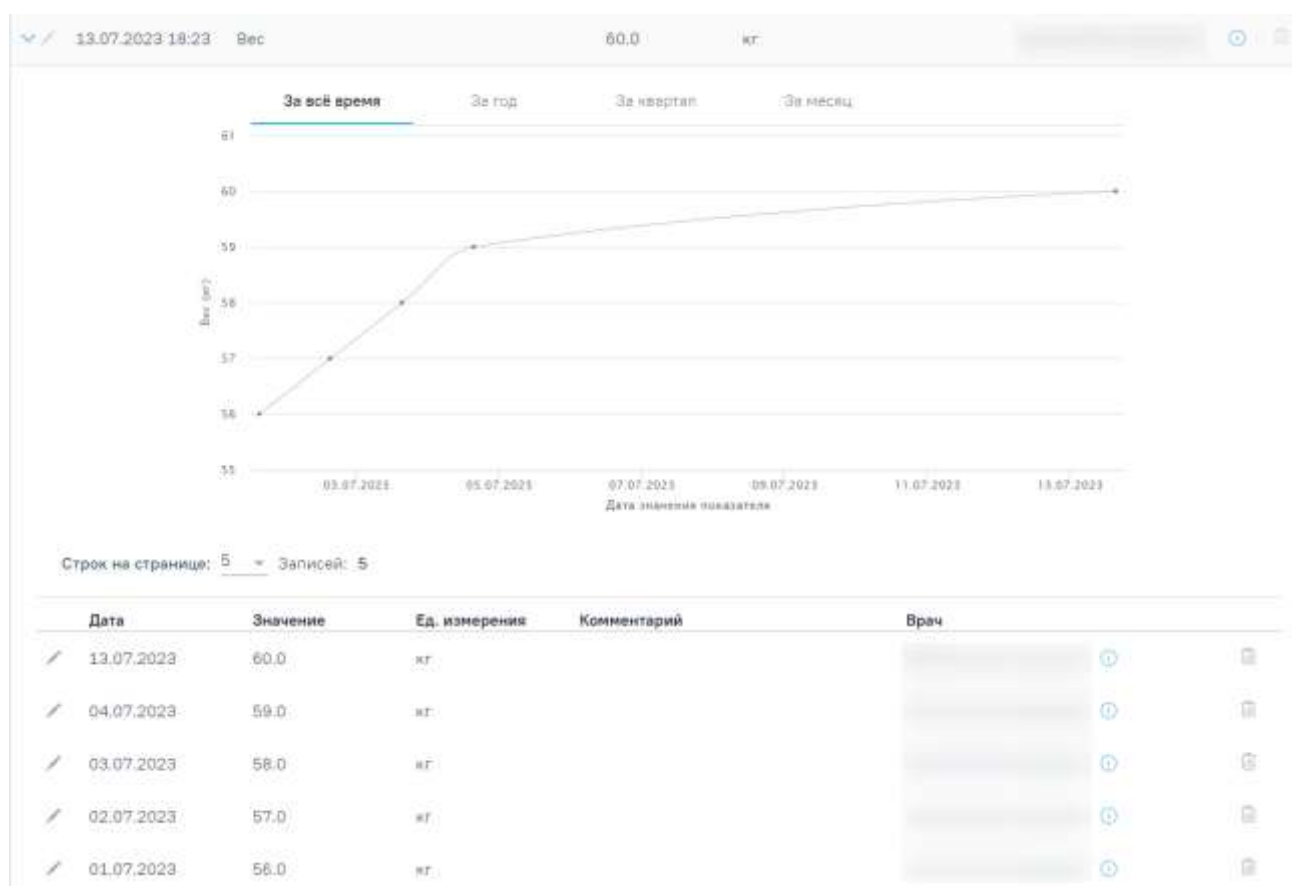 13.07.2023 18:23 Вес 60.0 кг
За всё время За год За квартал За месяц
61
60
59
58
57
56
55
Вес (кг)
03.07.2023 05.07.2023 07.07.2023 09.07.2023 11.07.2023 13.07.2023
Дата значения показателя
Строк на странице: 5 Записей: 5
Дата Значение Ед. измерения Комментарий Врач
13.07.2023 60.0 кг
04.07.2023 59.0 кг
03.07.2023 58.0 кг
02.07.2023 57.0 кг
01.07.2023 56.0 кг